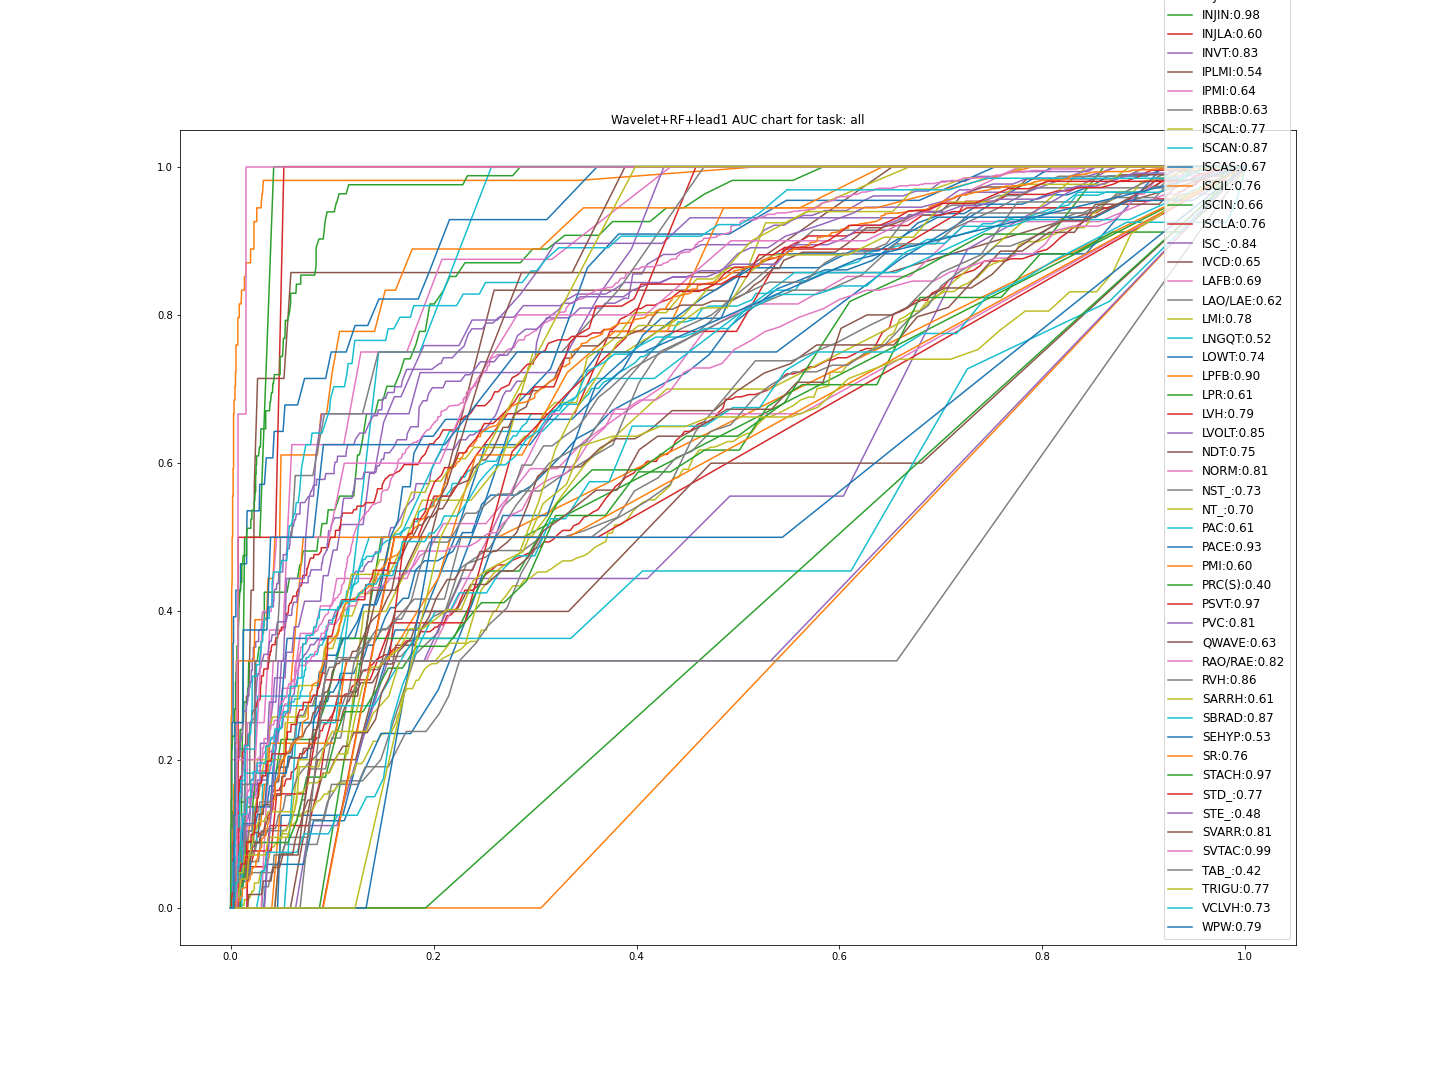 INJIN:0.98
INJLA:0.60
INVT:0.83
IPLMI:0.54
IPMI:0.64
IRBBB:0.63
Wavelet+RF+lead1 AUC chart for task: all
ISCAL:0.77
ISCAN:0.87
ISCAS:0.67
ISCIL:0.76
ISCIN:0.66
ISCLA:0.76
ISC_:0.84
IVCD:0.65
LAFB:0.69
LAO/LAE:0.62
LMI:0.78
LNGQT:0.52
LOWT:0.74
LPFB:0.90
LPR:0.61
LVH:0.79
LVOLT:0.85
NDT:0.75
NORM:0.81
NST_:0.73
NT_:0.70
PAC:0.61
PACE:0.93
PMI:0.60
PRC(S):0.40
PSVT:0.97
PVC:0.81
QWAVE:0.63
RAO/RAE:0.82
RVH:0.86
SARRH:0.61
SBRAD:0.87
SEHYP:0.53
SR:0.76
STACH:0.97
STD_:0.77
STE_:0.48
SVARR:0.81
SVTAC:0.99
TAB_:0.42
TRIGU:0.77
VCLVH:0.73
WPW:0.79
1.0
0.8
0.6
0.4
0.2
0.0
0.0 0.2 0.4 0.6 0.8 1.0